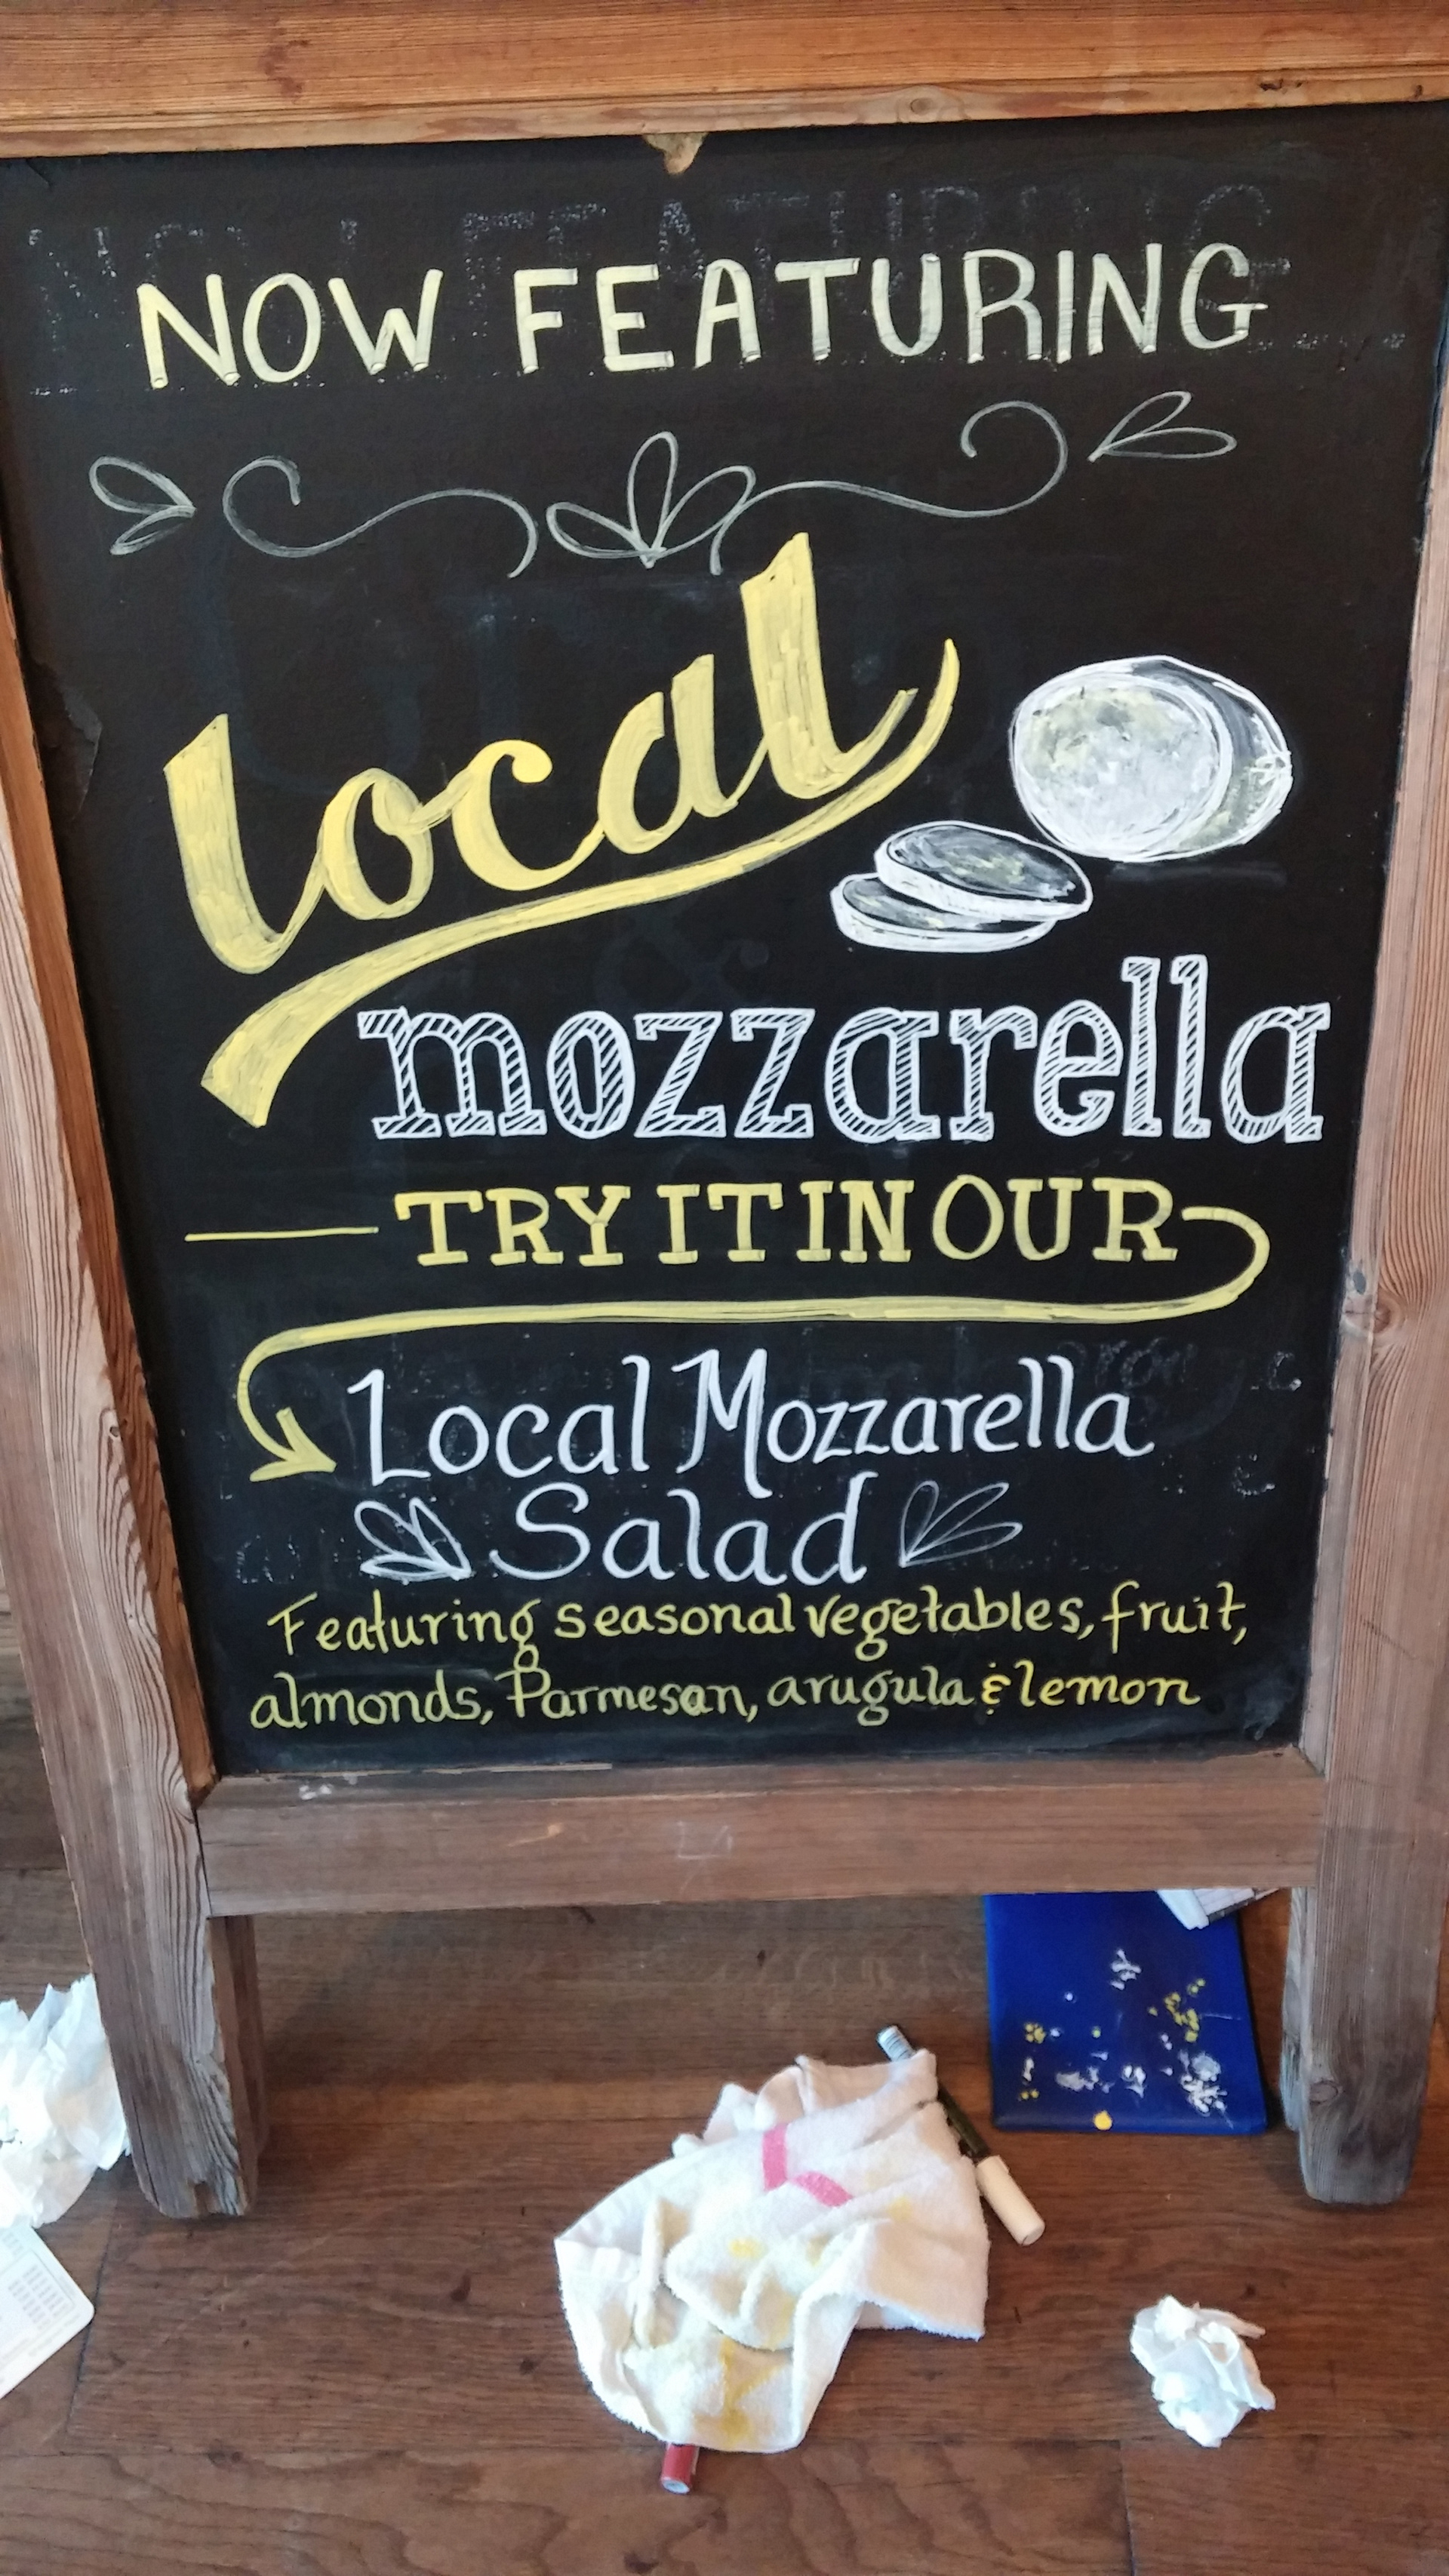 NOW FEATURING
local
mozzarella
TRY IT IN OUR
Local Mozzarella
Salad
Featuring seasonal vegetables, fruit,
almonds, Parmesan, arugula & lemon